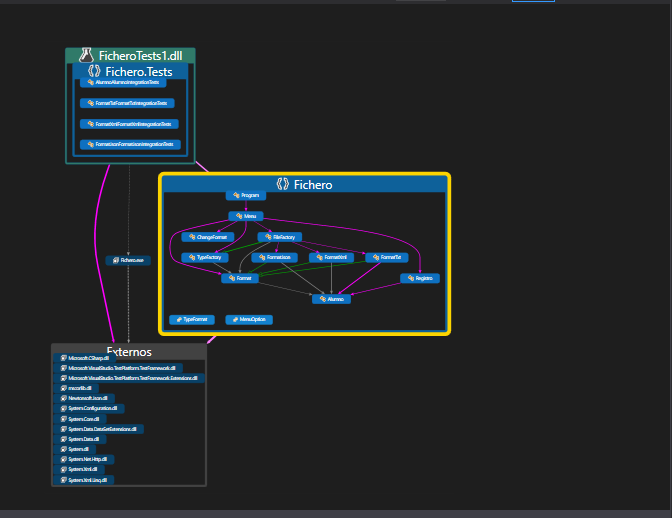 FicheroTests1.dll
Fichero.Tests
AlumnoAlumnoIntegrationTests
FormatTxtFormatTxtIntegrationTests
FormatXmlFormatXmlIntegrationTests
FormatJsonFormatJsonIntegrationTests
Fichero
Program
Menu
ChangeFormat
FileFactory
TypeFactory
FormatJson
FormatXml
FormatTxt
Format
Registro
Alumno
TypeFormat
MenuOption
Fichero.exe
Externos
Microsoft.CSharp.dll
Microsoft.VisualStudio.TestPlatform.TestFramework.dll
Microsoft.VisualStudio.TestPlatform.TestFramework.Extensions.dll
mscorlib.dll
Newtonsoft.Json.dll
System.Configuration.dll
System.Core.dll
System.Data.DataSetExtensions.dll
System.Data.dll
System.dll
System.Net.Http.dll
System.Xml.dll
System.Xml.Linq.dll